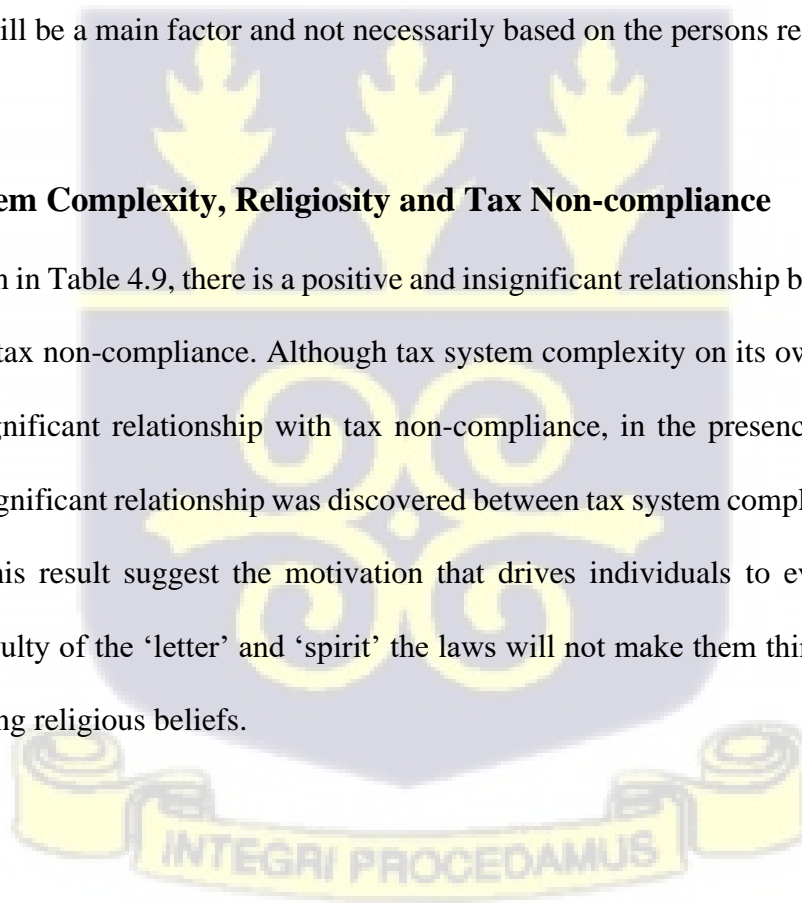 ill be a main factor and not necessarily based on the persons re
em Complexity, Religiosity and Tax Non-compliance
n in Table 4.9, there is a positive and insignificant relationship b
tax non-compliance. Although tax system complexity on its ow
gnificant relationship with tax non-compliance, in the presenc
gnificant relationship was discovered between tax system compl
his result suggest the motivation that drives individuals to ev
ulty of the ‘letter’ and ‘spirit’ the laws will not make them thin
ng religious beliefs.
INTEGRI PROCEDAMUS